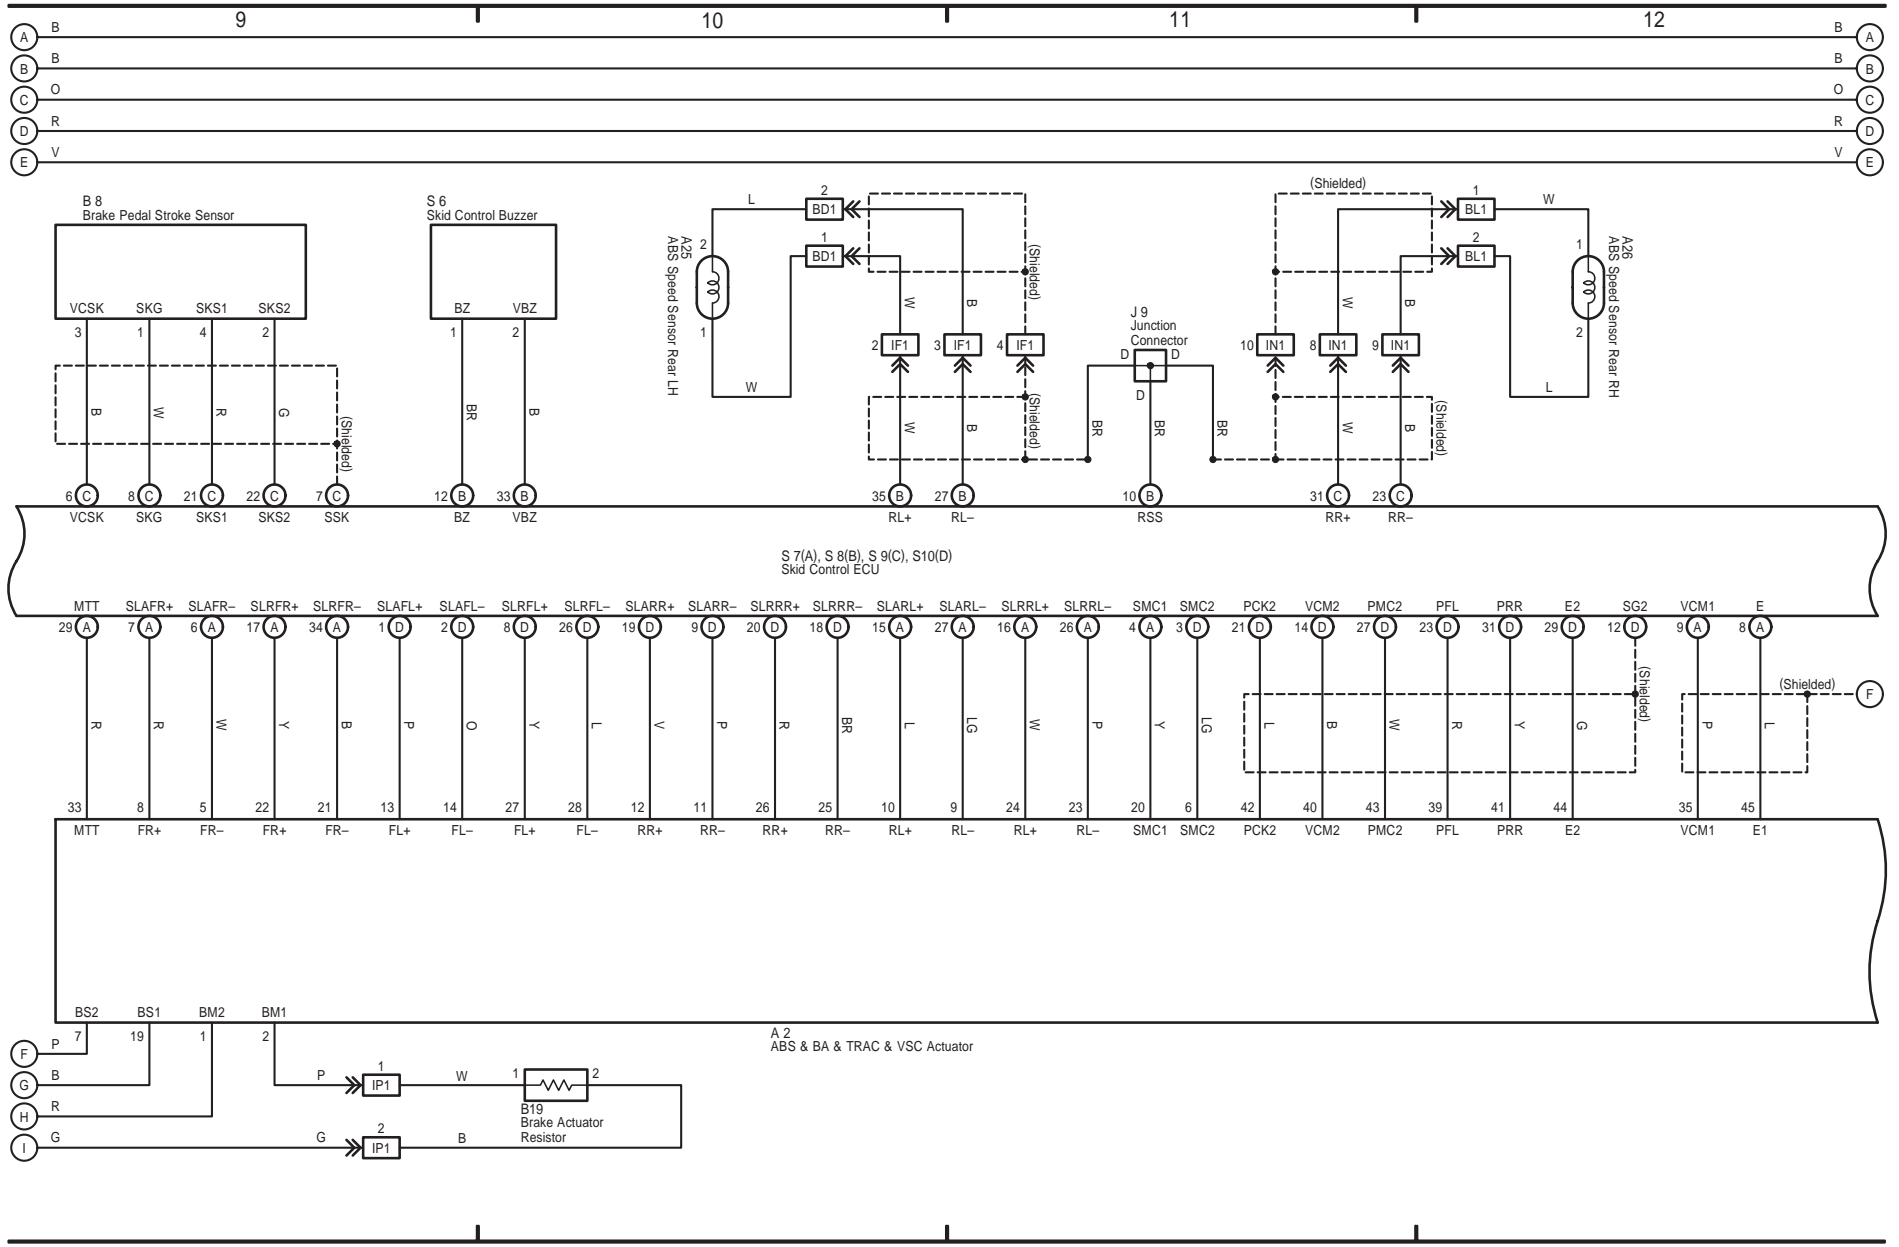 9 10 11 12
A B B A
B B B B
C O O C
D R R D
E V V E
B 8
Brake Pedal Stroke Sensor
VCSK SKG SKS1 SKS2
3 1 4 2
B W R G
(Shielded)
S 6
Skid Control Buzzer
BZ VBZ
1 2
BR B
A25
ABS Speed Sensor Rear LH
2
1
L
W
2
BD1
1
BD1
(Shielded)
W B
2 IF1 3 IF1 4 IF1
W B
(Shielded)
J 9
Junction
Connector
D D
D
BR BR BR
(Shielded)
1
BL1
2
BL1
W
L
A26
ABS Speed Sensor Rear RH
1
2
W B
10 IN1 8 IN1 9 IN1
W B
(Shielded)
6 C 8 C 21 C 22 C 7 C 12 B 33 B 35 B 27 B 10 B 31 C 23 C
VCSK SKG SKS1 SKS2 SSK BZ VBZ RL+ RL– RSS RR+ RR–
S 7(A), S 8(B), S 9(C), S10(D)
Skid Control ECU
MTT SLAFR+ SLAFR– SLRFR+ SLRFR– SLAFL+ SLAFL– SLRFL+ SLRFL– SLARR+ SLARR– SLRRR+ SLRRR– SLARL+ SLARL– SLRRL+ SLRRL– SMC1 SMC2 PCK2 VCM2 PMC2 PFL PRR E2 SG2 VCM1 E
29 A 7 A 6 A 17 A 34 A 1 D 2 D 8 D 26 D 19 D 9 D 20 D 18 D 15 A 27 A 16 A 26 A 4 A 3 D 21 D 14 D 27 D 23 D 31 D 29 D 12 D 9 A 8 A
(Shielded)
(Shielded) F
R R W Y B P O Y L V P R BR L LG W P Y LG L B W R Y G P L
33 8 5 22 21 13 14 27 28 12 11 26 25 10 9 24 23 20 6 42 40 43 39 41 44 35 45
MTT FR+ FR– FR+ FR– FL+ FL– FL+ FL– RR+ RR– RR+ RR– RL+ RL– RL+ RL– SMC1 SMC2 PCK2 VCM2 PMC2 PFL PRR E2 VCM1 E1
BS2 BS1 BM2 BM1
7 19 1 2
A 2
ABS & BA & TRAC & VSC Actuator
F P
G B
H R
I G
P
1
IP1
W
1 2
B19
Brake Actuator
Resistor
G
2
IP1
B